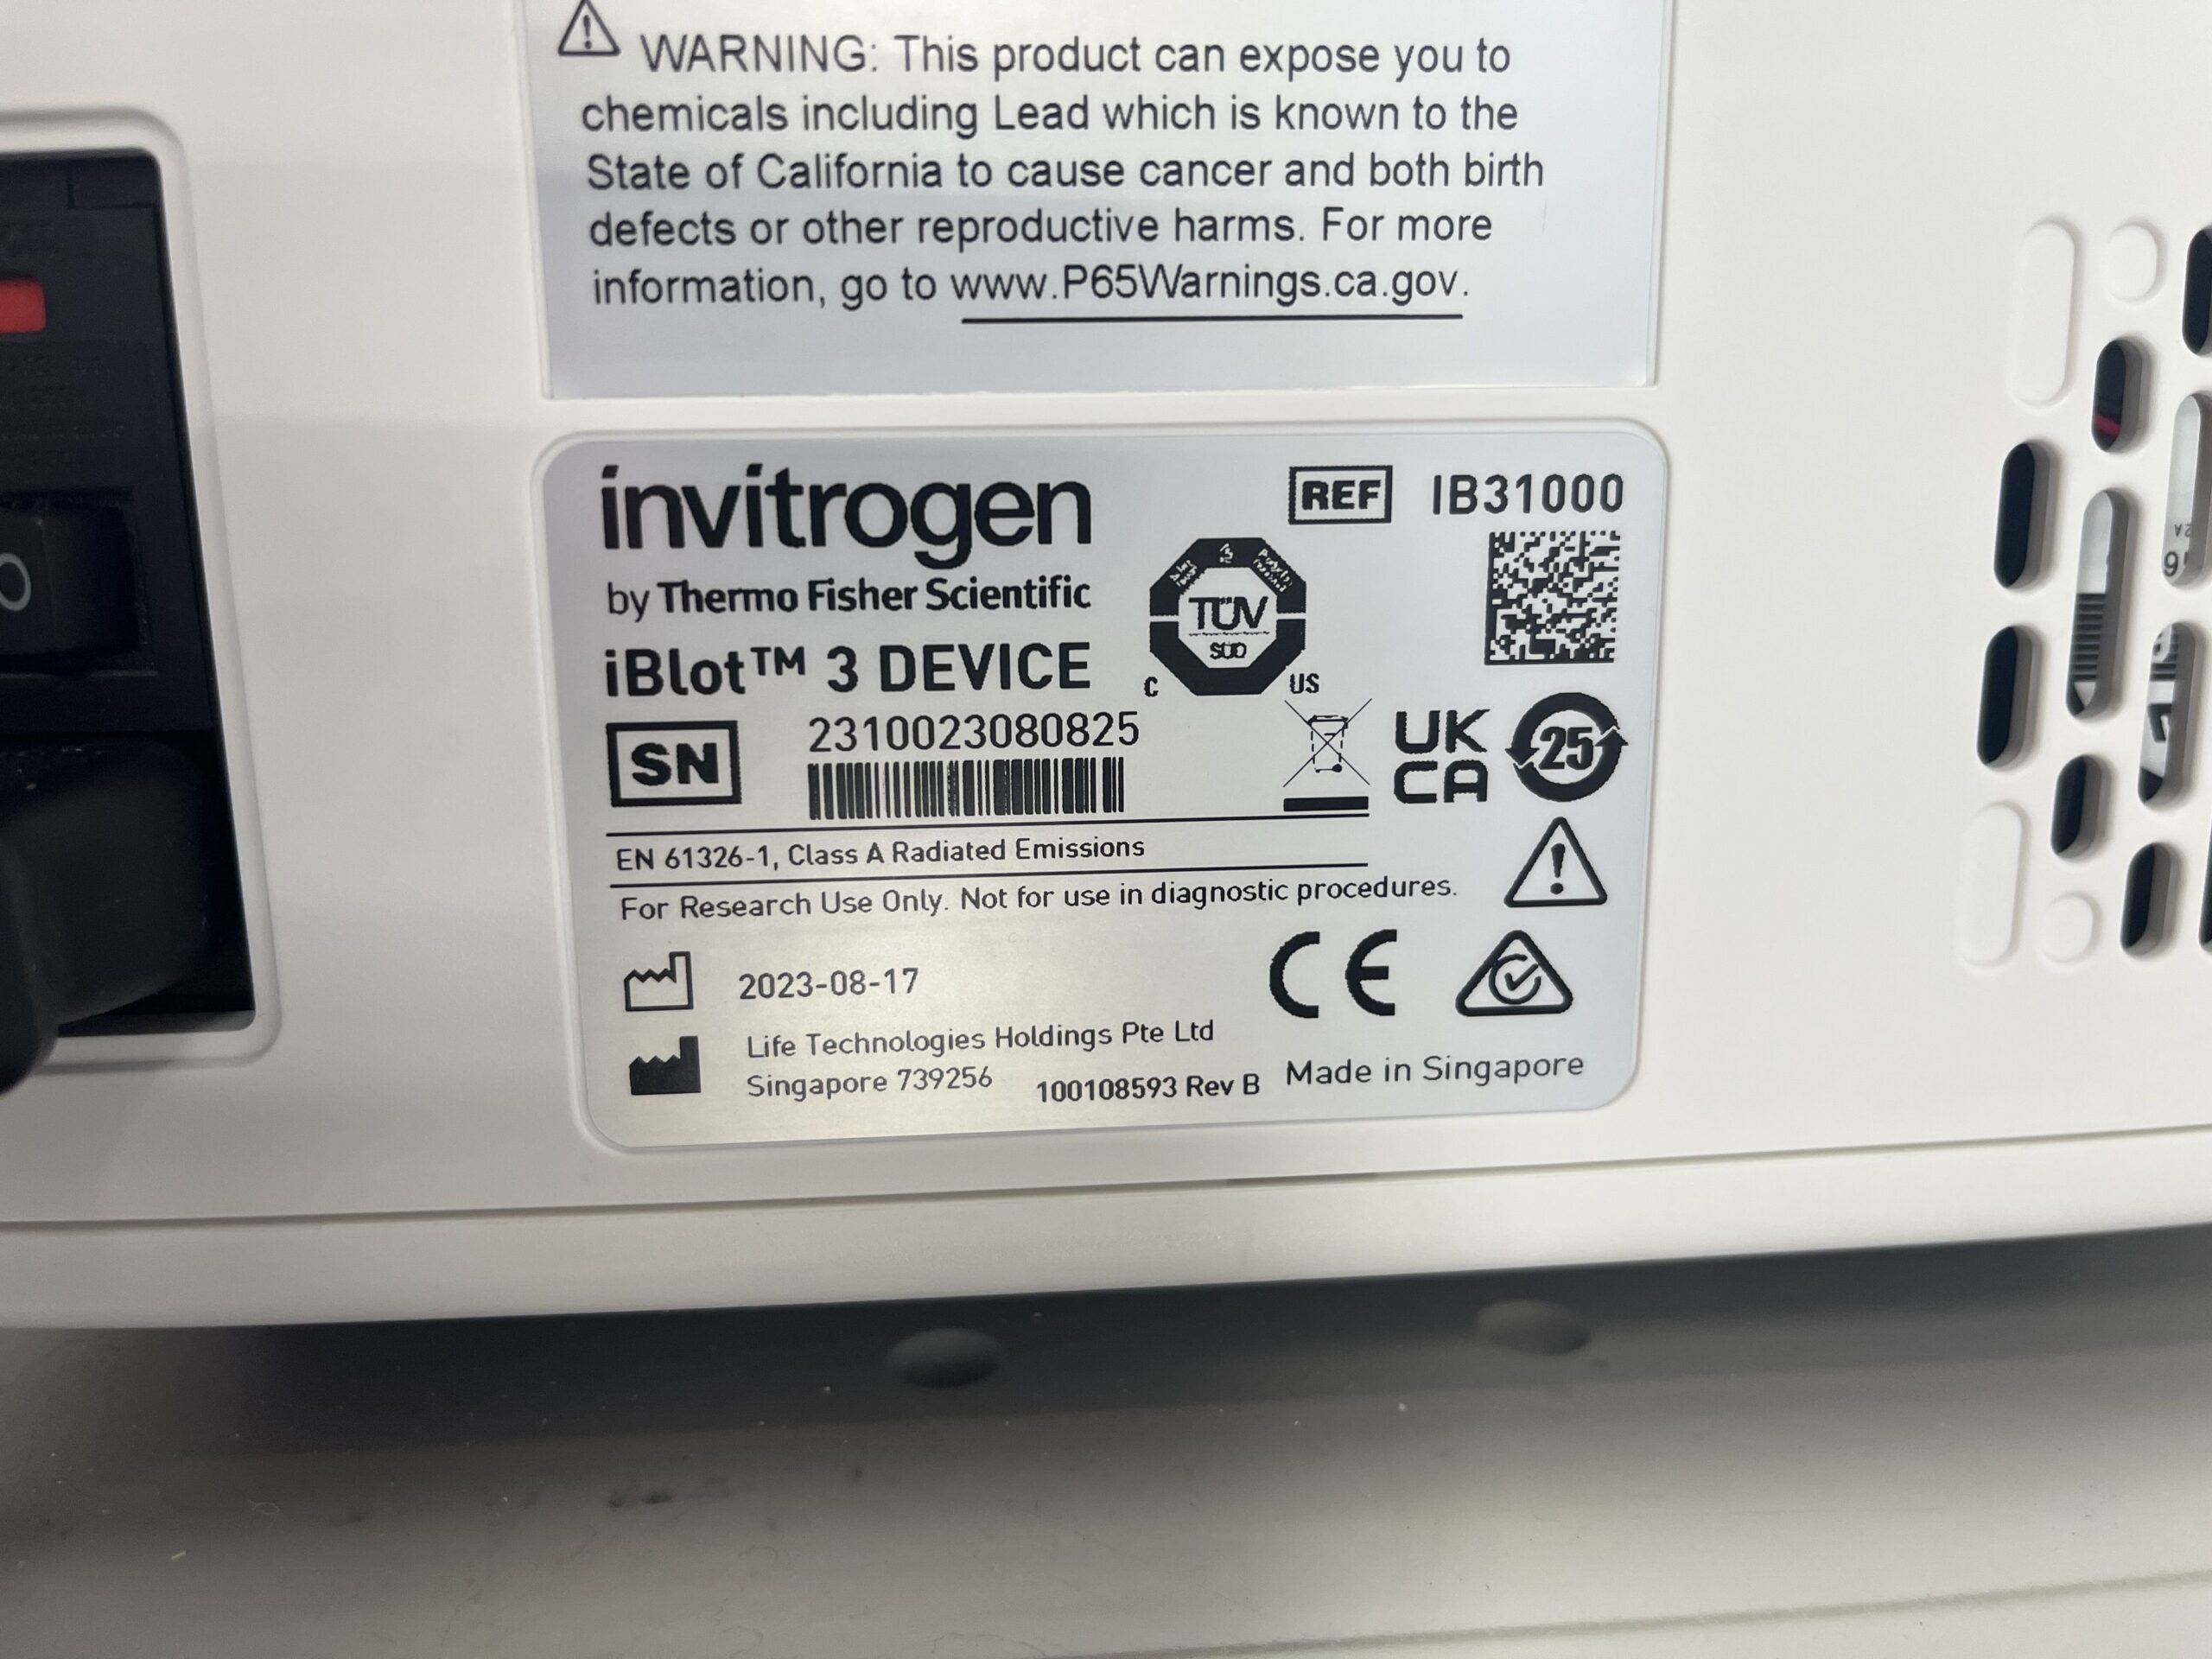 WARNING: This product can expose you to
chemicals including Lead which is known to the
State of California to cause cancer and both birth
defects or other reproductive harms. For more
information, go to www.P65Warnings.ca.gov.
invitrogen
by Thermo Fisher Scientific
iBlot™ 3 DEVICE
REF IB31000
TÜV
SÜD
C US
SN 2310023080825
UK
CA
25
EN 61326-1, Class A Radiated Emissions
For Research Use Only. Not for use in diagnostic procedures.
2023-08-17
CE
Life Technologies Holdings Pte Ltd
Singapore 739256
100108593 Rev B
Made in Singapore